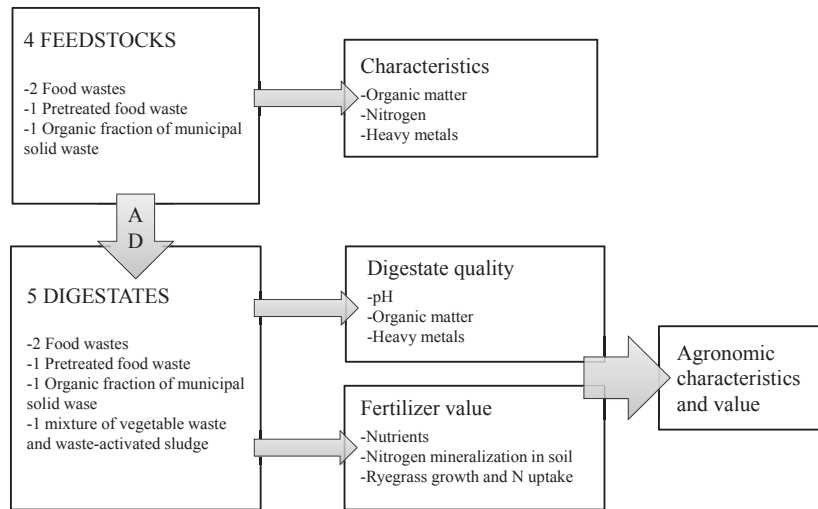 4 FEEDSTOCKS
-2 Food wastes
-1 Pretreated food waste
-1 Organic fraction of municipal
solid waste
Characteristics
-Organic matter
-Nitrogen
-Heavy metals
A
D
5 DIGESTATES
-2 Food wastes
-1 Pretreated food waste
-1 Organic fraction of municipal
solid wase
-1 mixture of vegetable waste
and waste-activated sludge
Digestate quality
-pH
-Organic matter
-Heavy metals
Fertilizer value
-Nutrients
-Nitrogen mineralization in soil
-Ryegrass growth and N uptake
Agronomic
characteristics
and value